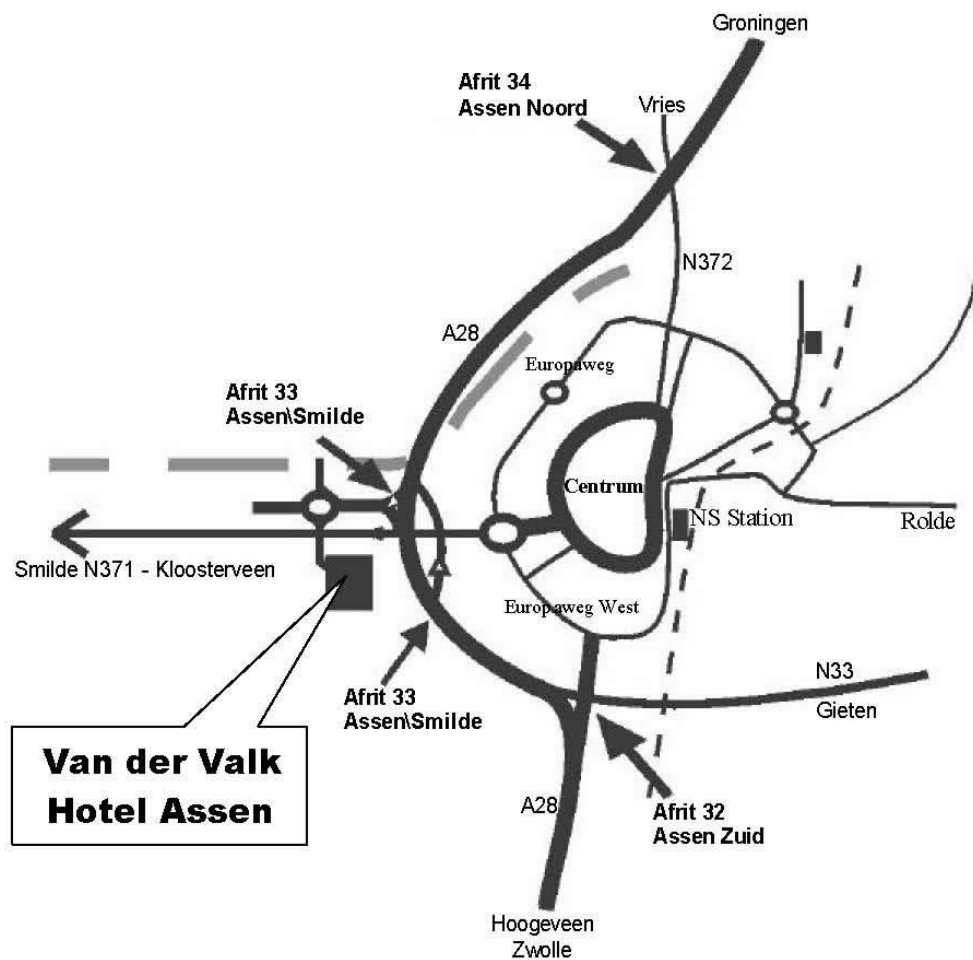 Groningen
Afrit 34
Assen Noord
Vries
N372
A28
Europaweg
Afrit 33
Assen\Smilde
Centrum
NS Station
Rolde
Smilde N371 - Kloosterveen
Europaweg West
N33
Gieten
Afrit 33
Assen\Smilde
Van der Valk
Hotel Assen
A28
Afrit 32
Assen Zuid
Hoogeveen
Zwolle